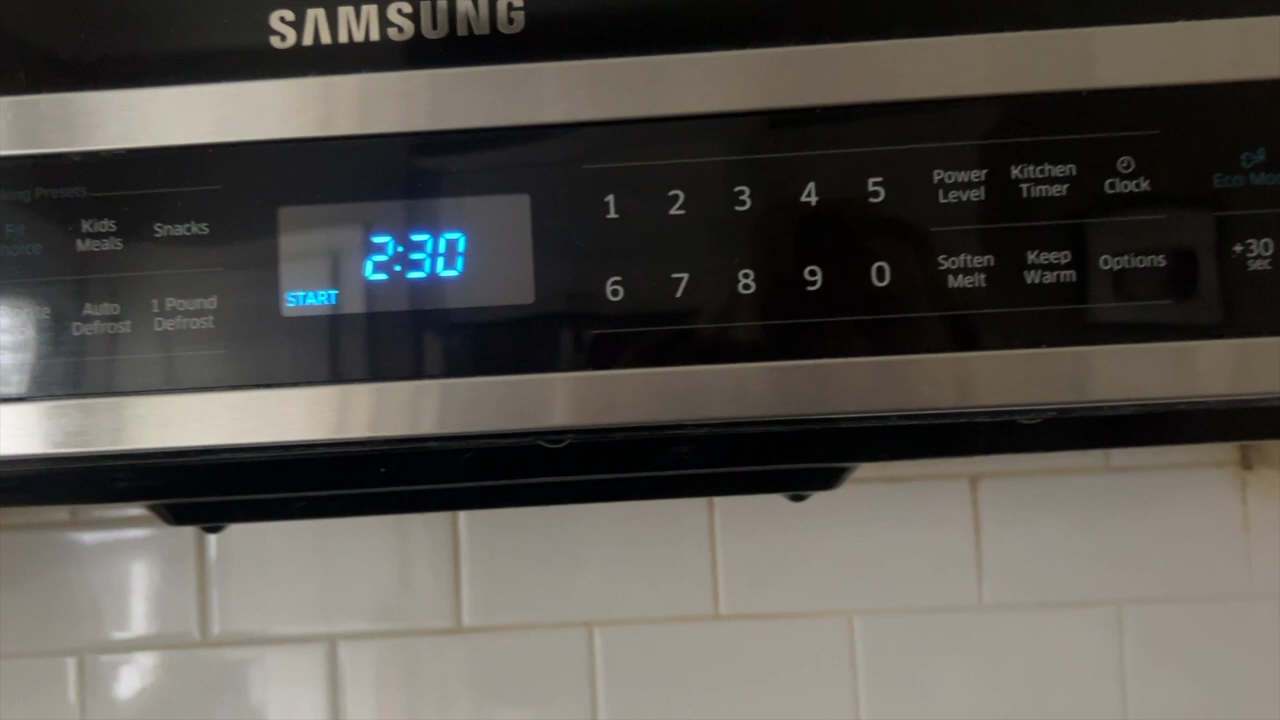 SAMSUNG
Kids
Meals
Snacks
Auto
Defrost
1 Pound
Defrost
2:30
START
1 2 3 4 5
6 7 8 9 0
Power
Level
Kitchen
Timer
Clock
Soften
Melt
Keep
Warm
Options
Eco
+30
sec